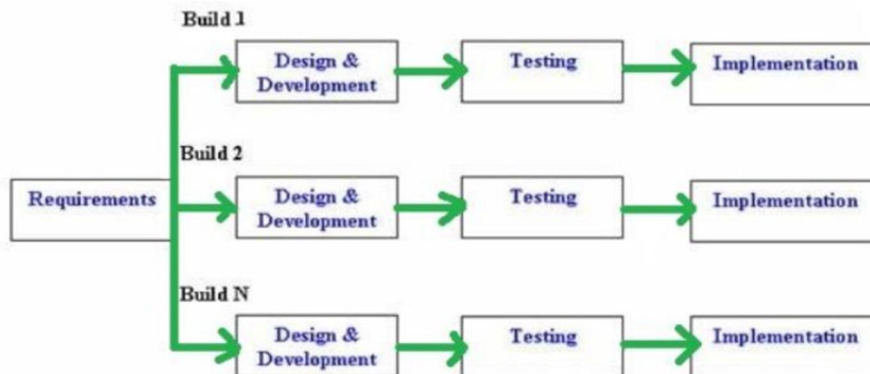 Build 1
Design &
Development
Testing
Implementation
Build 2
Requirements
Design &
Development
Testing
Implementation
Build N
Design &
Development
Testing
Implementation